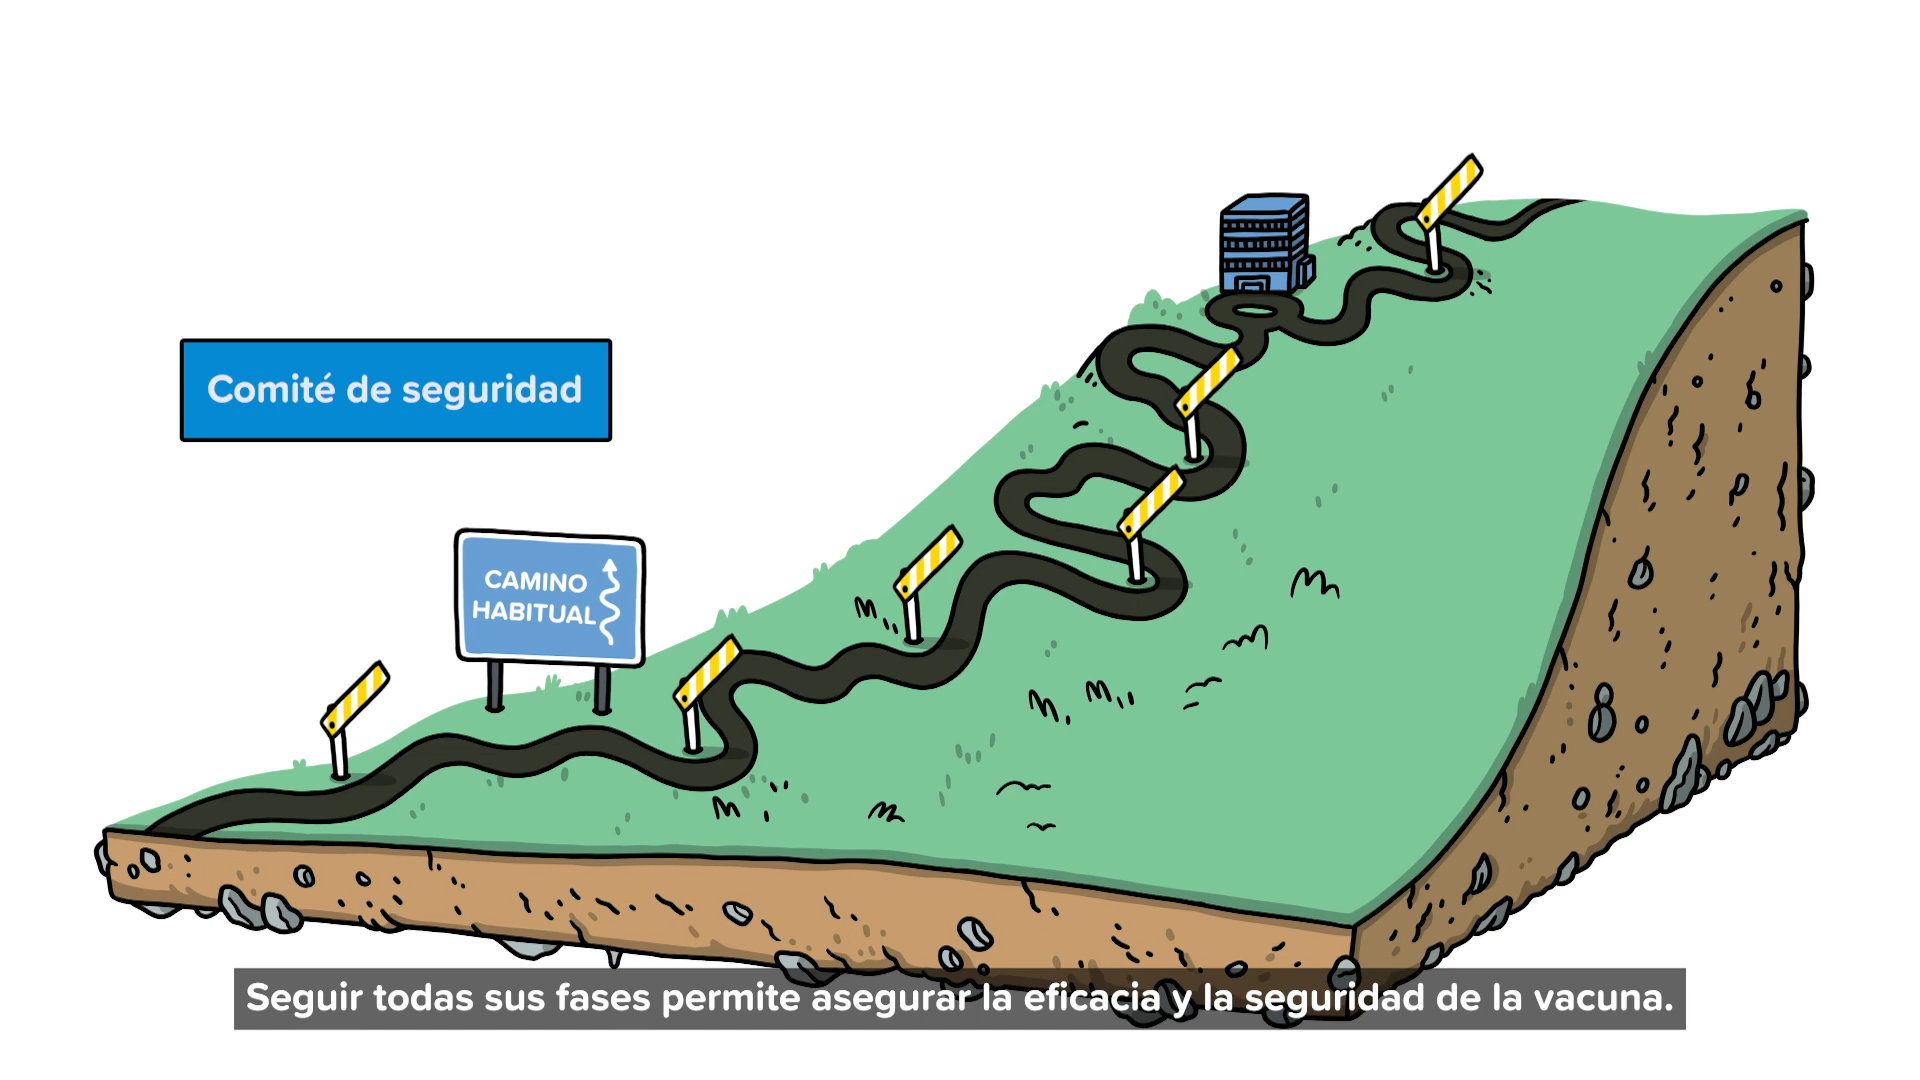 Comité de seguridad
CAMINO
HABITUAL
Seguir todas sus fases permite asegurar la eficacia y la seguridad de la vacuna.